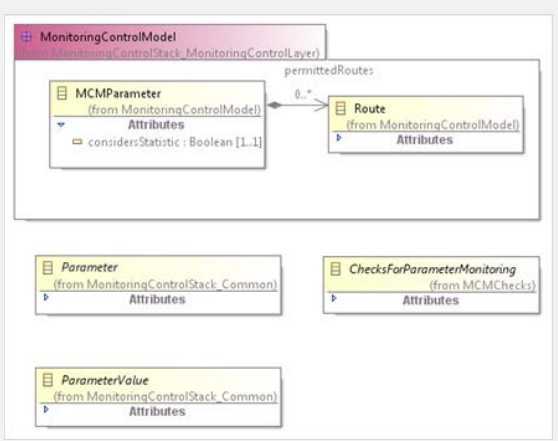 MonitoringControlModel
(from MonitoringControlStack_MonitoringControlLayer)
permittedRoutes
MCMParameter
(from MonitoringControlModel)
Attributes
considersStatistic : Boolean [1..1]
0..*
Route
(from MonitoringControlModel)
Attributes
Parameter
(from MonitoringControlStack_Common)
Attributes
ChecksForParameterMonitoring
(from MCMChecks)
Attributes
ParameterValue
(from MonitoringControlStack_Common)
Attributes